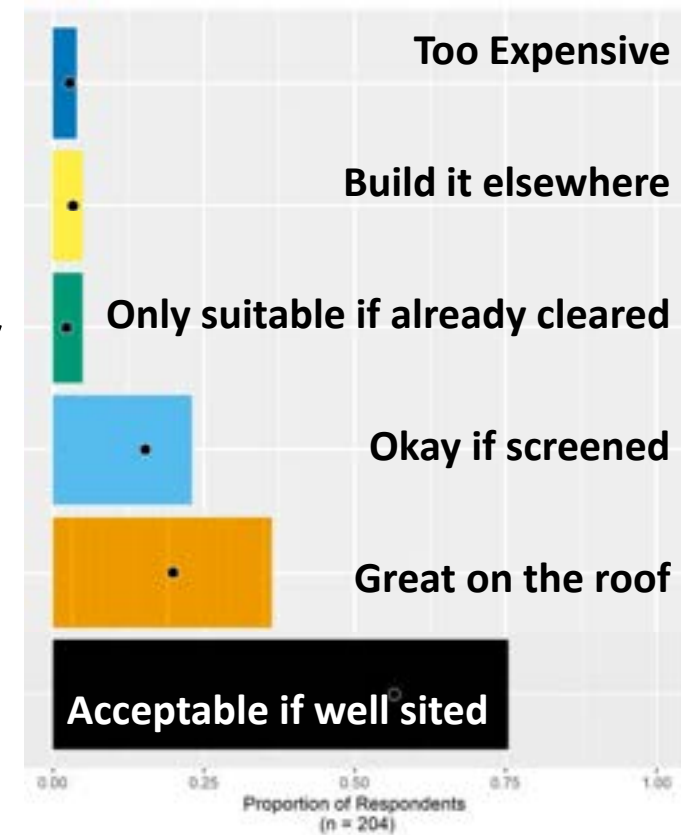 Too Expensive
Build it elsewhere
Only suitable if already cleared
Okay if screened
Great on the roof
Acceptable if well sited
0.00 0.25 0.50 0.75 1.00
Proportion of Respondents
(n = 204)